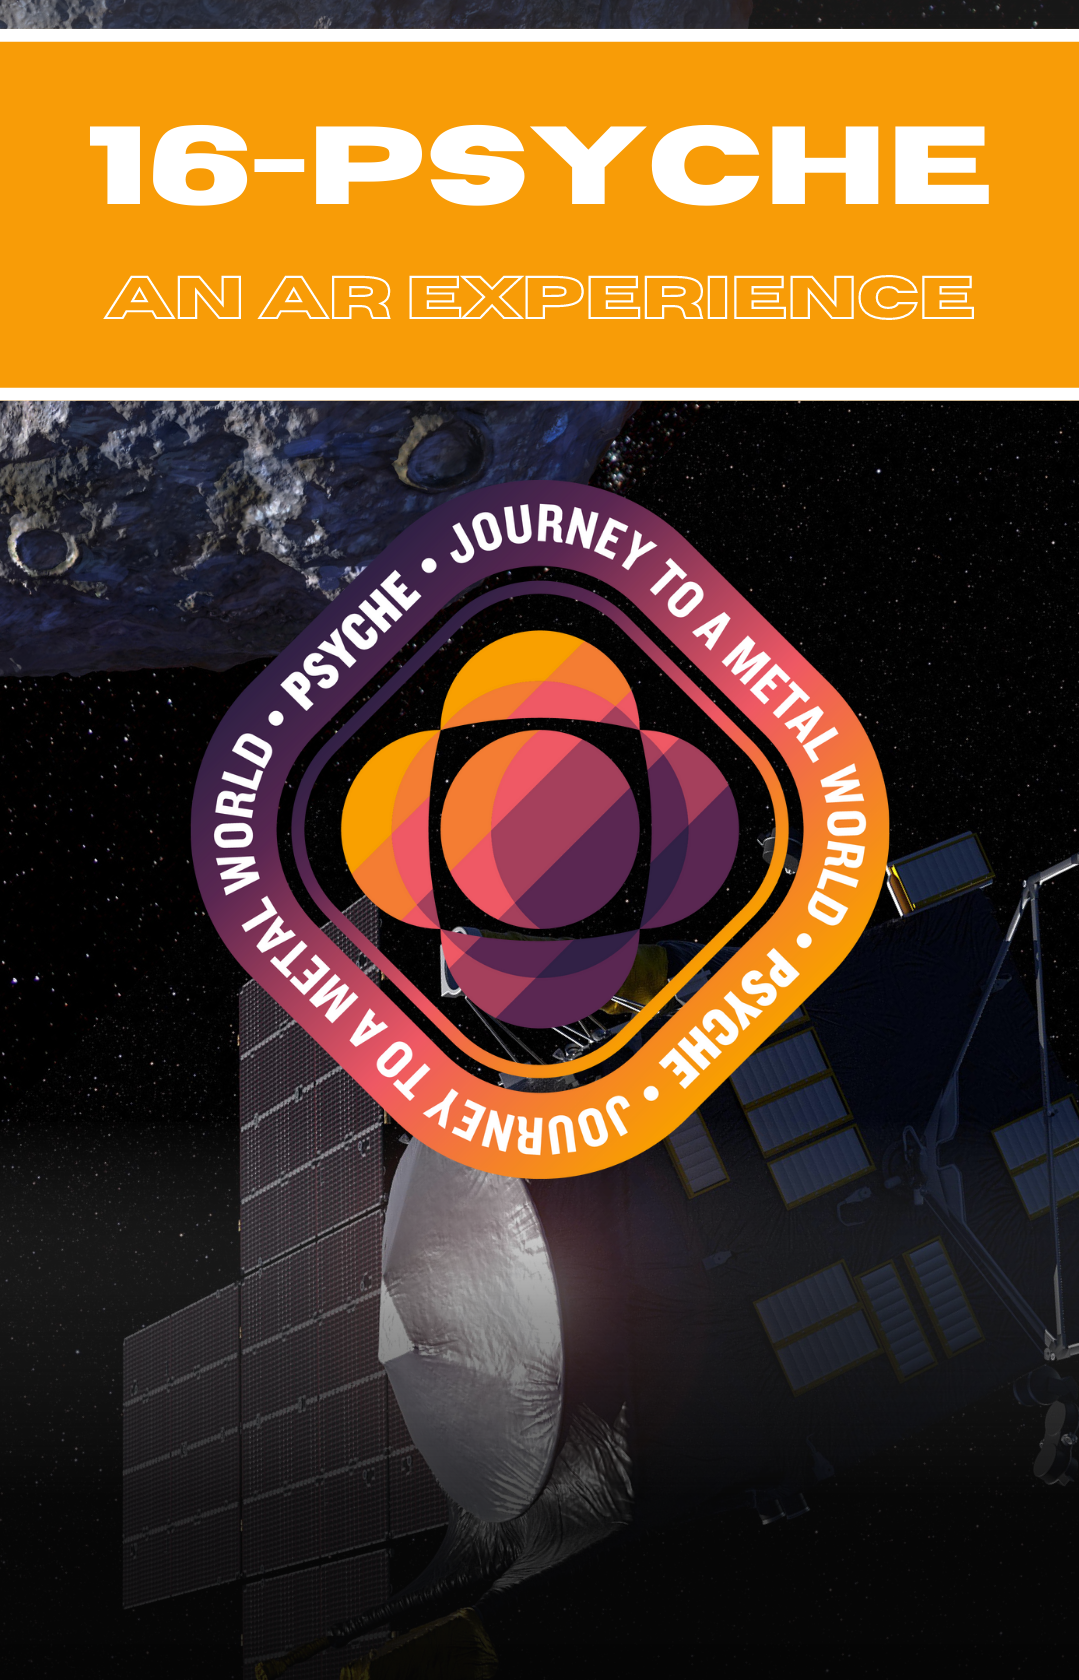 16-PSYCHE
AN AR EXPERIENCE
PSYCHE • JOURNEY TO A METAL WORLD • PSYCHE • JOURNEY TO A METAL WORLD •